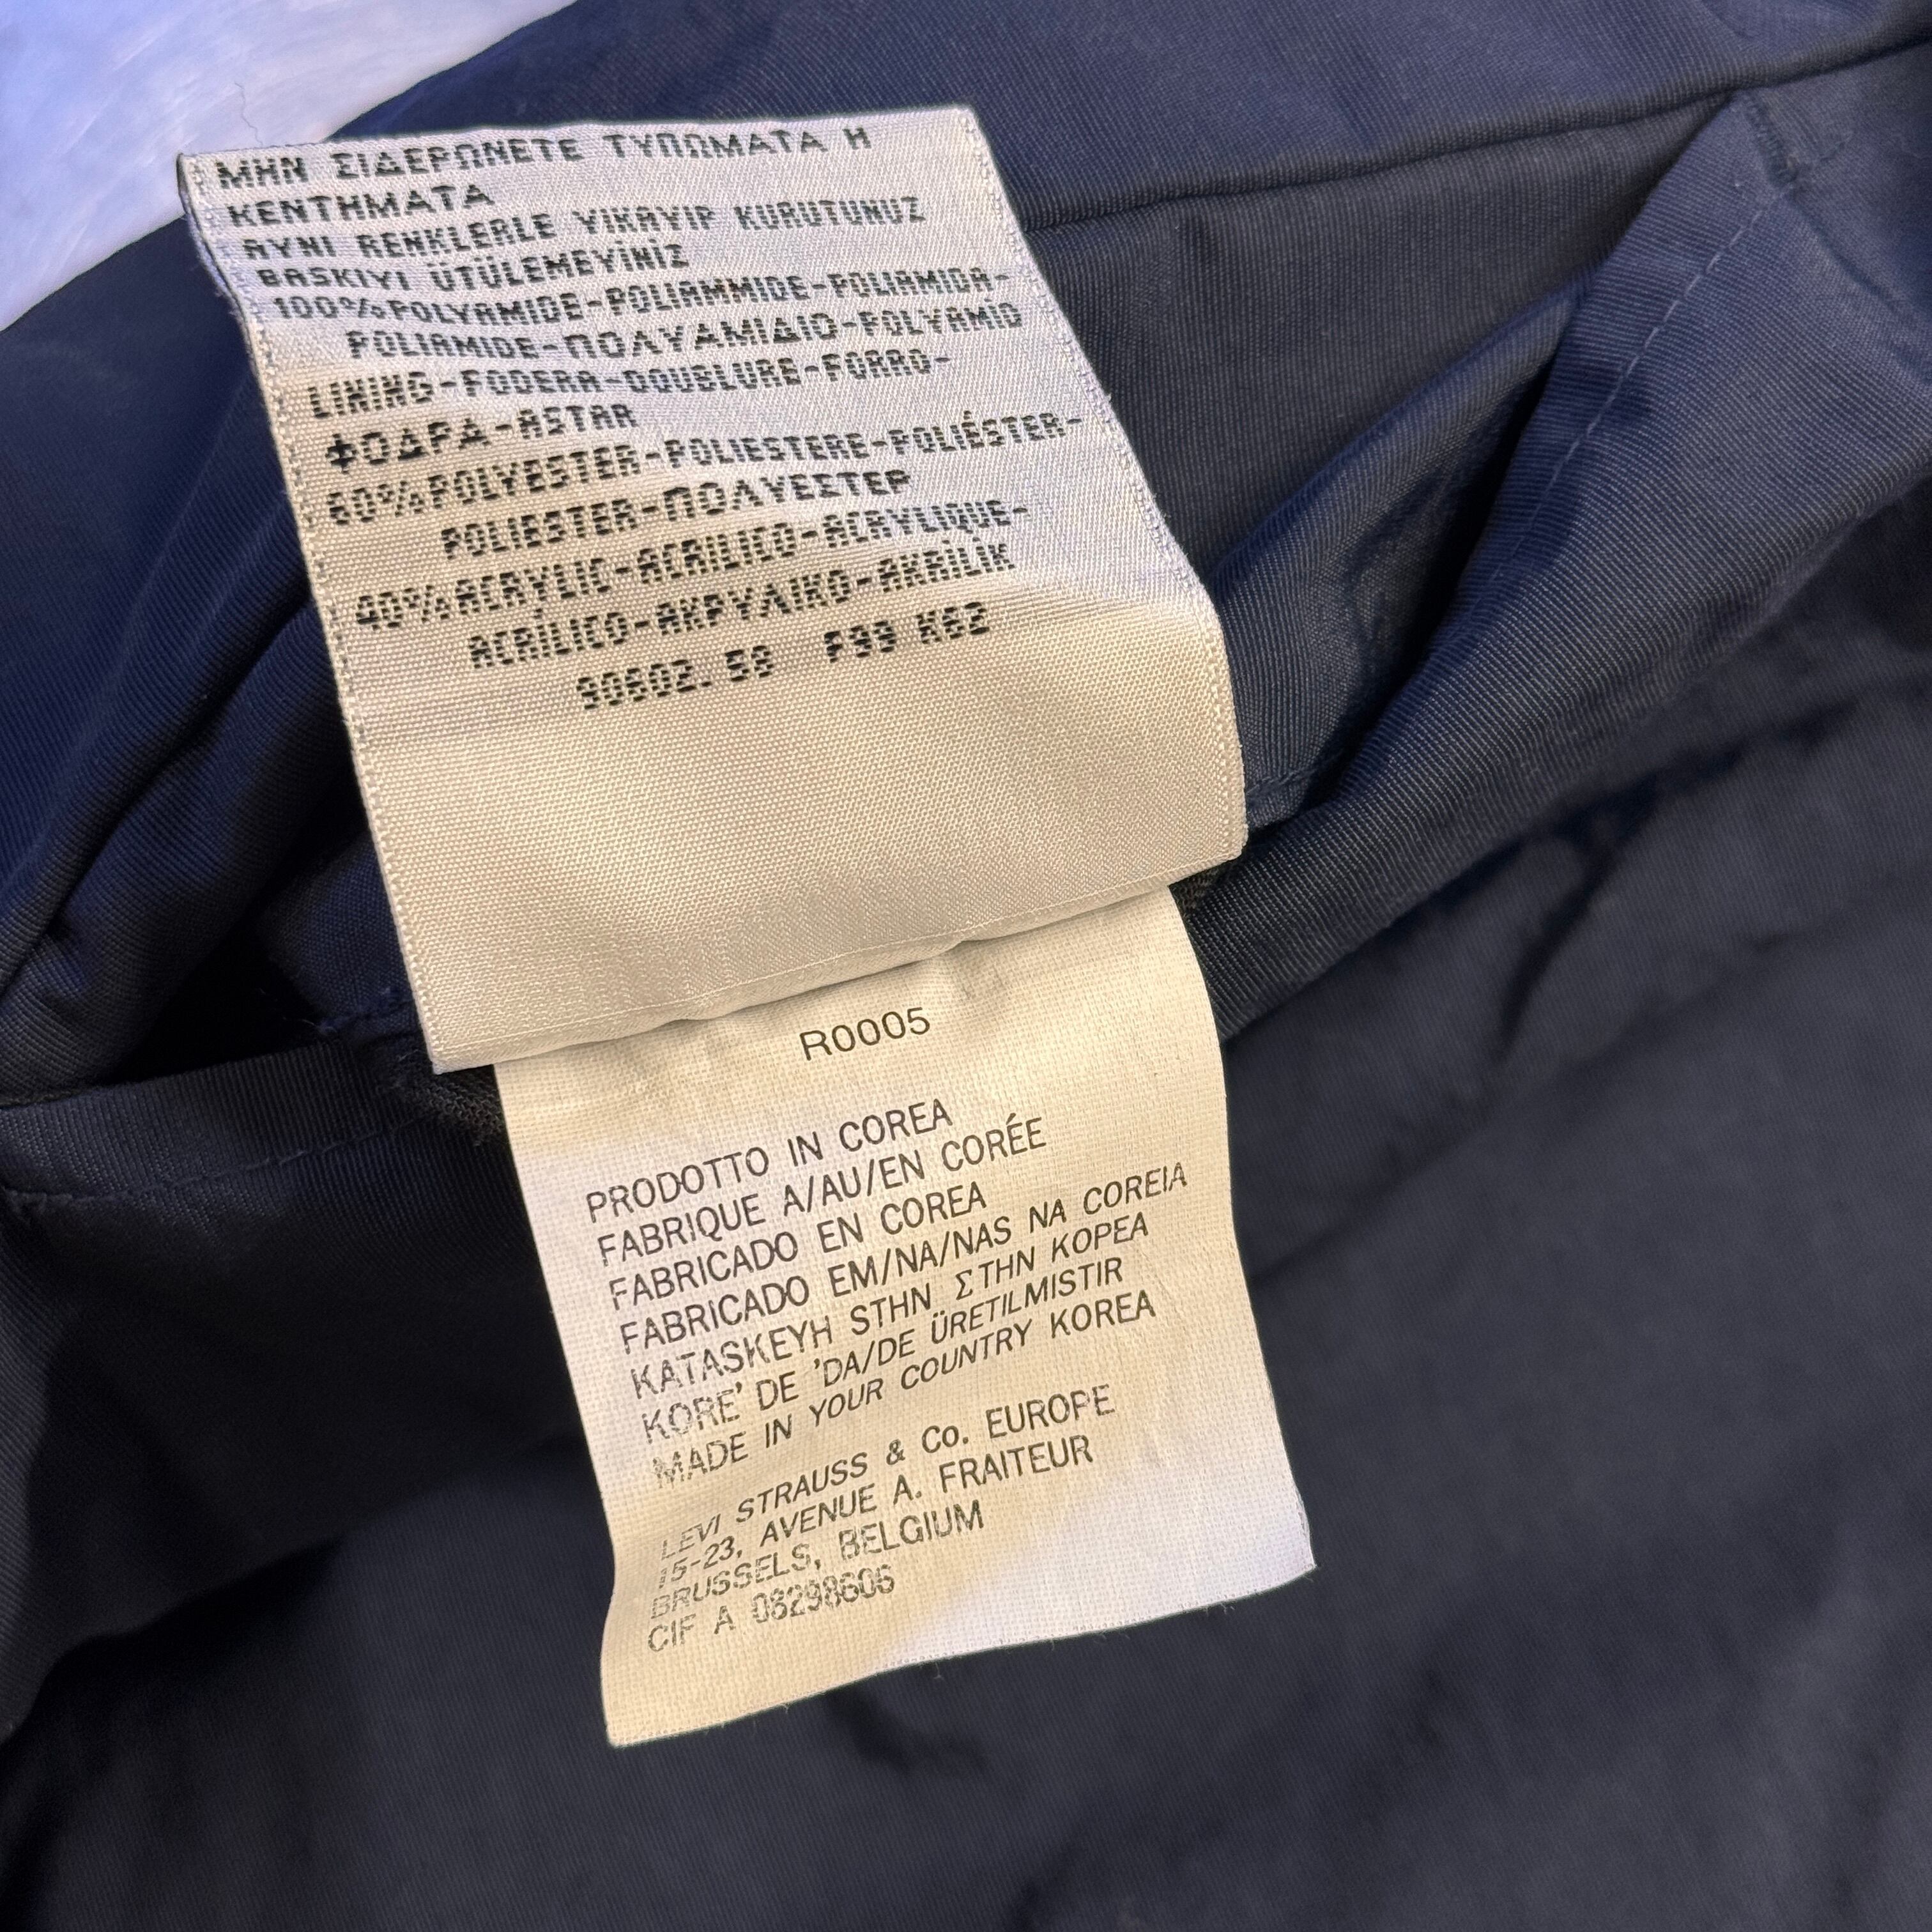 ΜΗΝ ΣΙΔΕΡΩΝΕΤΕ ΤΥΠΩΜΑΤΑ Η
ΚΕΝΤΗΜΑΤΑ
AYNI RENKLERLE YIKAYIP KURUTUNUZ
BASKIYI ÜTÜLEMEYİNİZ
100%POLYAMIDE-POLIAMMIDE-POLIAMIDA-
POLIAMIDE-ΠΟΛΥΑΜΙΔΙΟ-POLYAMİD
LINING-FODERA-DOUBLURE-FORRO-
ΦΟΔΡΑ-ASTAR
60%POLYESTER-POLIESTERE-POLIÉSTER-
POLIESTER-ΠΟΛΥΕΣΤΕΡ
40%ACRYLIC-ACRILICO-ACRYLIQUE-
ACRÍLICO-ΑΚΡΥΛΙΚΟ-AKRİLİK
90602.58 F99 K62
R0005
PRODOTTO IN COREA
FABRIQUE A/AU/EN CORÉE
FABRICADO EN COREA
FABRICADO EM/NA/NAS NA COREIA
KATASKEYH STHN ΣΤΗΝ ΚΟΡΕΑ
KORE' DE 'DA/DE ÜRETILMISTIR
MADE IN YOUR COUNTRY KOREA
LEVI STRAUSS & Co. EUROPE
15-23, AVENUE A. FRAITEUR
BRUSSELS, BELGIUM
CIF A 08298606